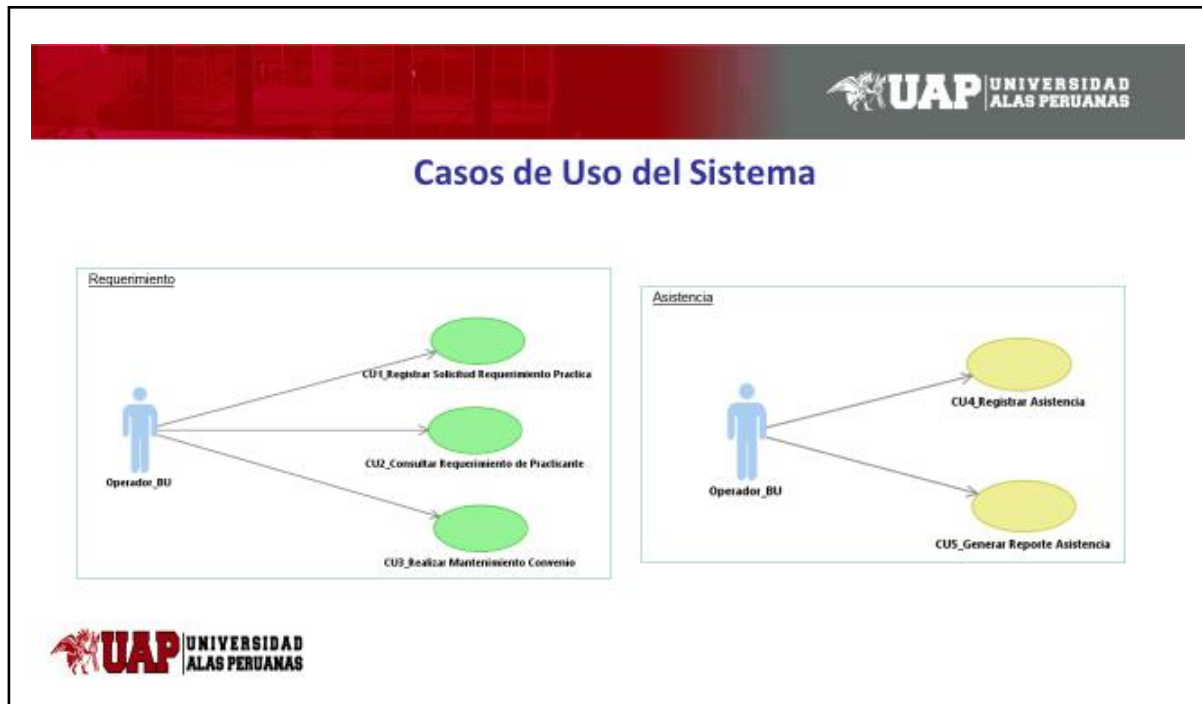 UAP UNIVERSIDAD
ALAS PERUANAS
Casos de Uso del Sistema
Requerimiento
CU1_Registrar Solicitud Requerimiento Practica
CU2_Consultar Requerimiento de Practicante
Operador_BU
CU3_Realizar Mantenimiento Convenio
Asistencia
CU4_Registrar Asistencia
Operador_BU
CU5_Generar Reporte Asistencia
UAP UNIVERSIDAD
ALAS PERUANAS